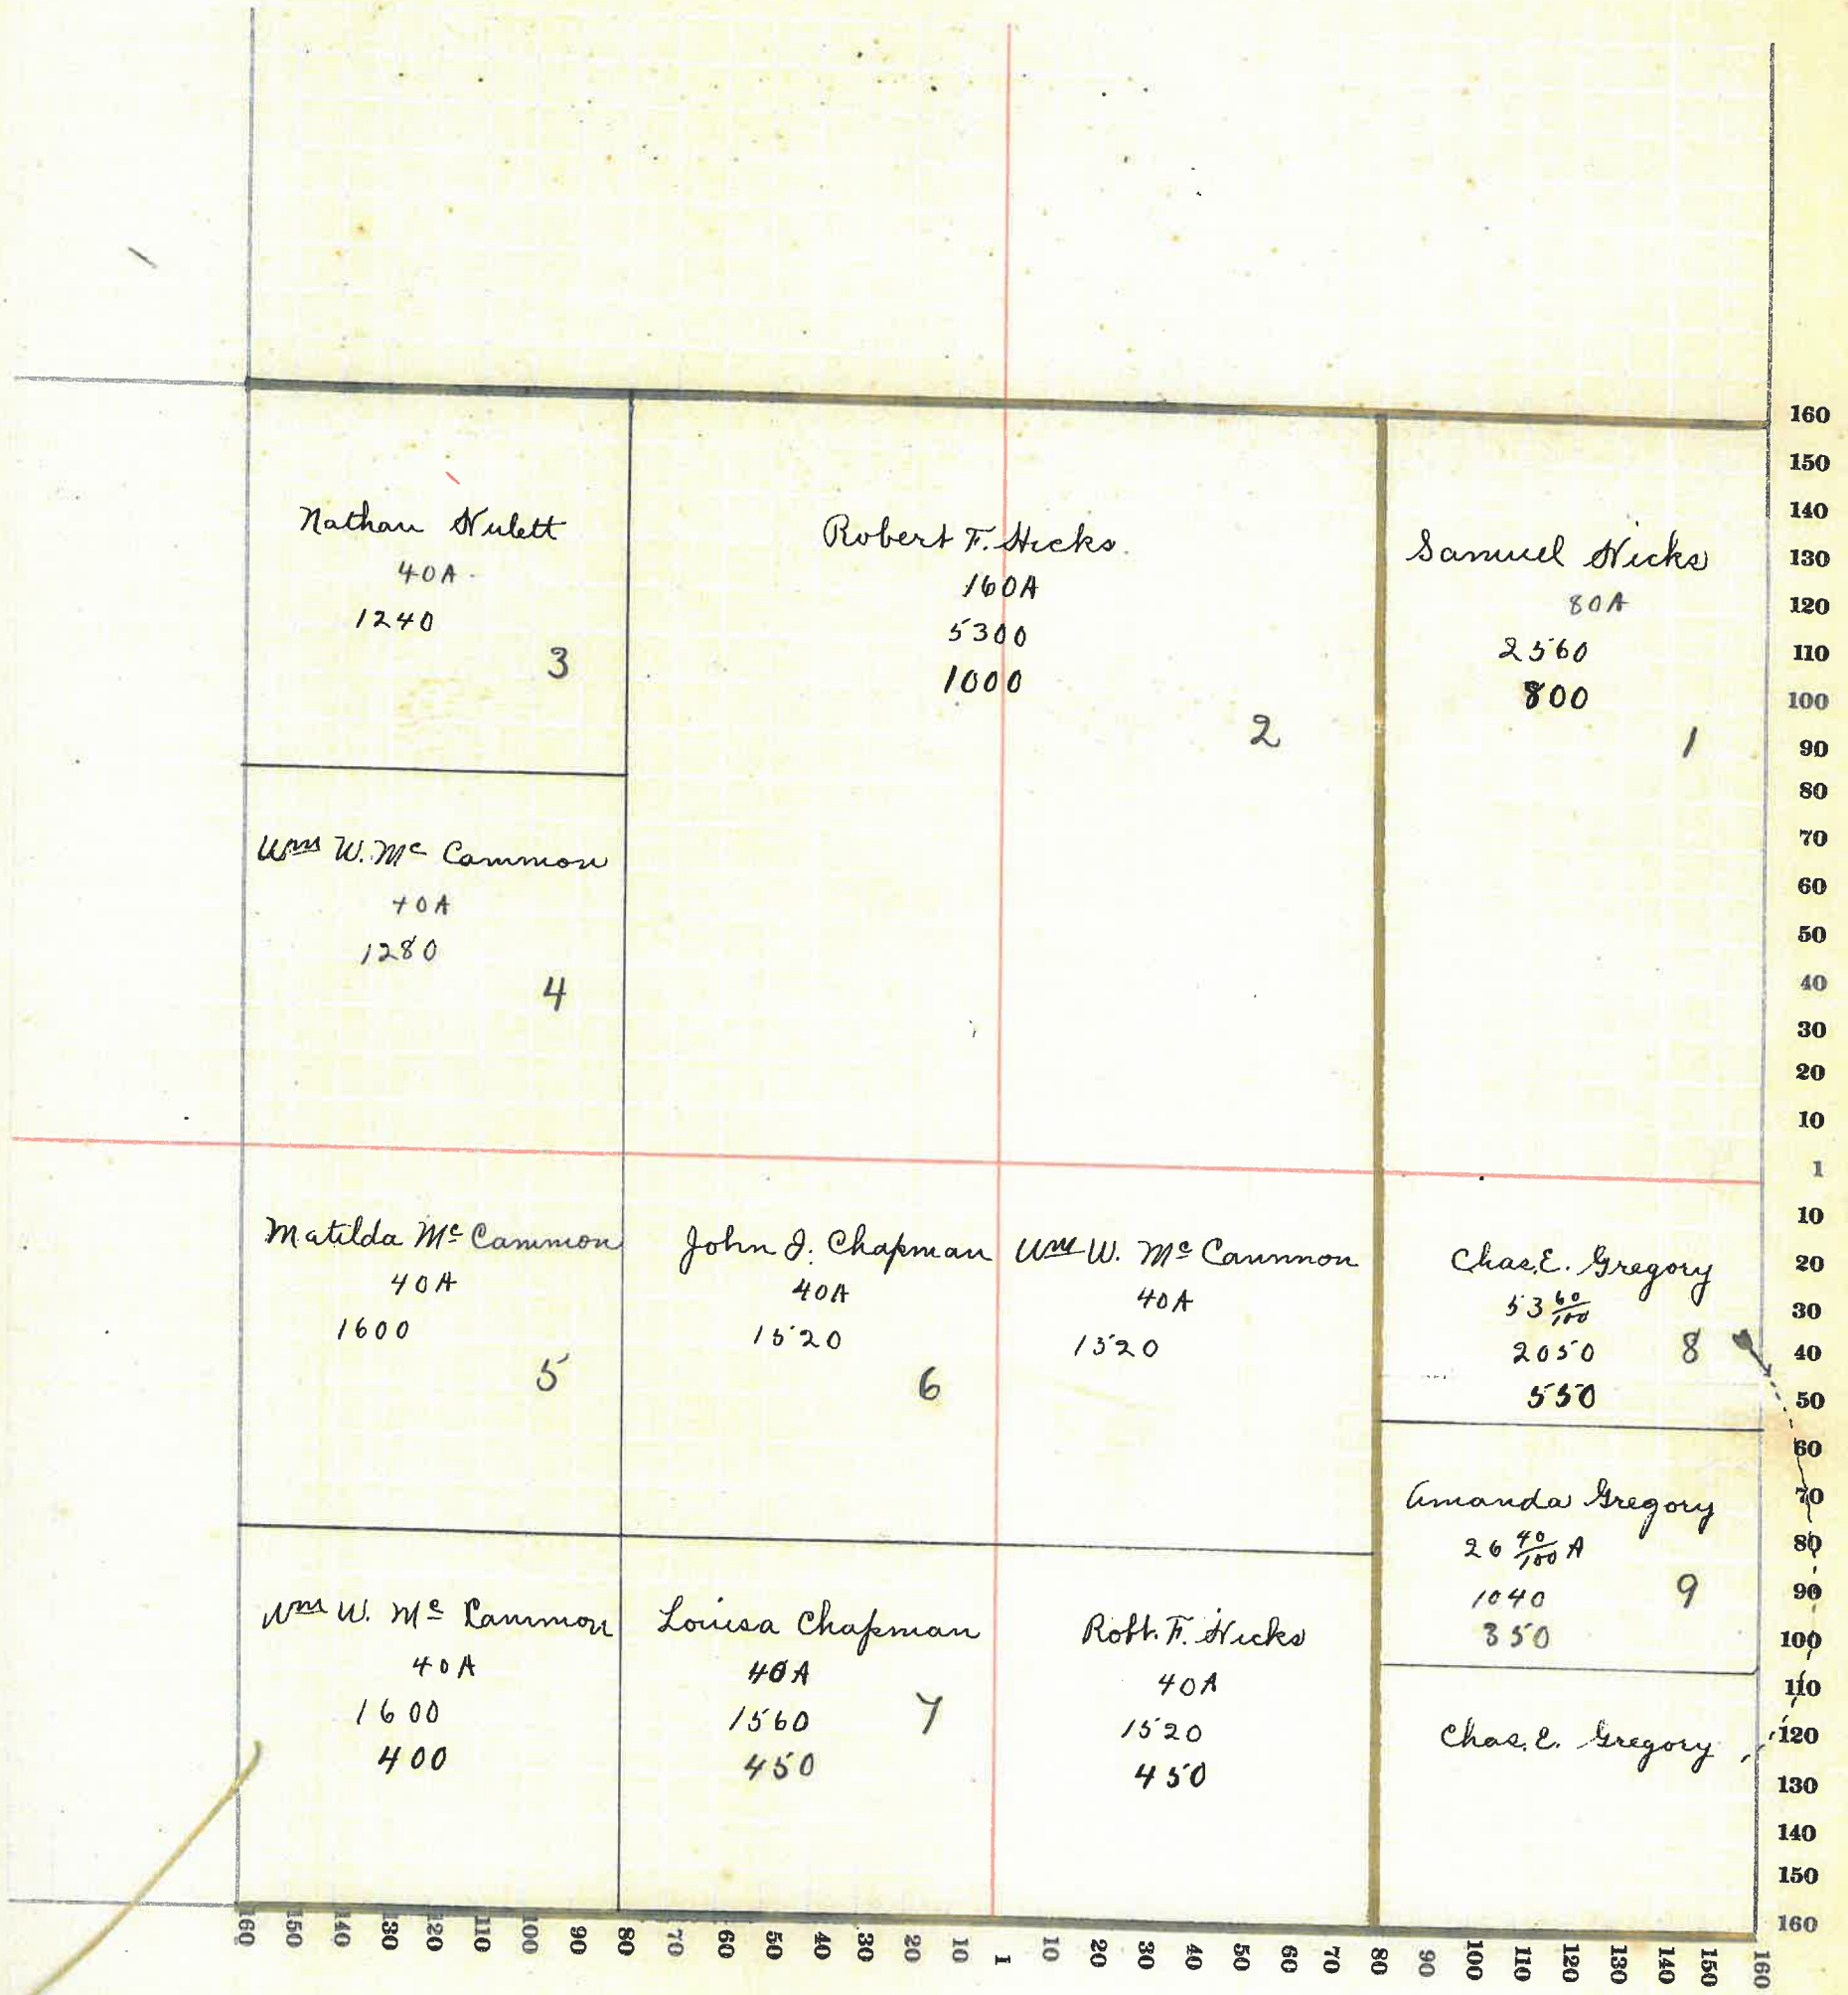 Nathan Hulett
40A
1240
3
Robert F. Hicks
160A
5300
1000
2
Samuel Hicks
80A
2560
800
1
Wm W. Mc Cammon
40A
1280
4
Matilda Mc Cammon
40A
1600
5
John J. Chapman
40A
1520
6
Wm W. Mc Cammon
40A
1520
Chas. E. Gregory
53 60/100
2050
550
8
Amanda Gregory
26 40/100 A
1040
350
9
Wm W. Mc Cammon
40A
1600
400
Louisa Chapman
40A
1560
450
7
Robt. F. Hicks
40A
1520
450
Chas. E. Gregory
160
150
140
130
120
110
100
90
80
70
60
50
40
30
20
10
1
10
20
30
40
50
60
70
80
90
100
110
120
130
140
150
160
160 150 140 130 120 110 100 90 80 70 60 50 40 30 20 10 1 10 20 30 40 50 60 70 80 90 100 110 120 130 140 150 160